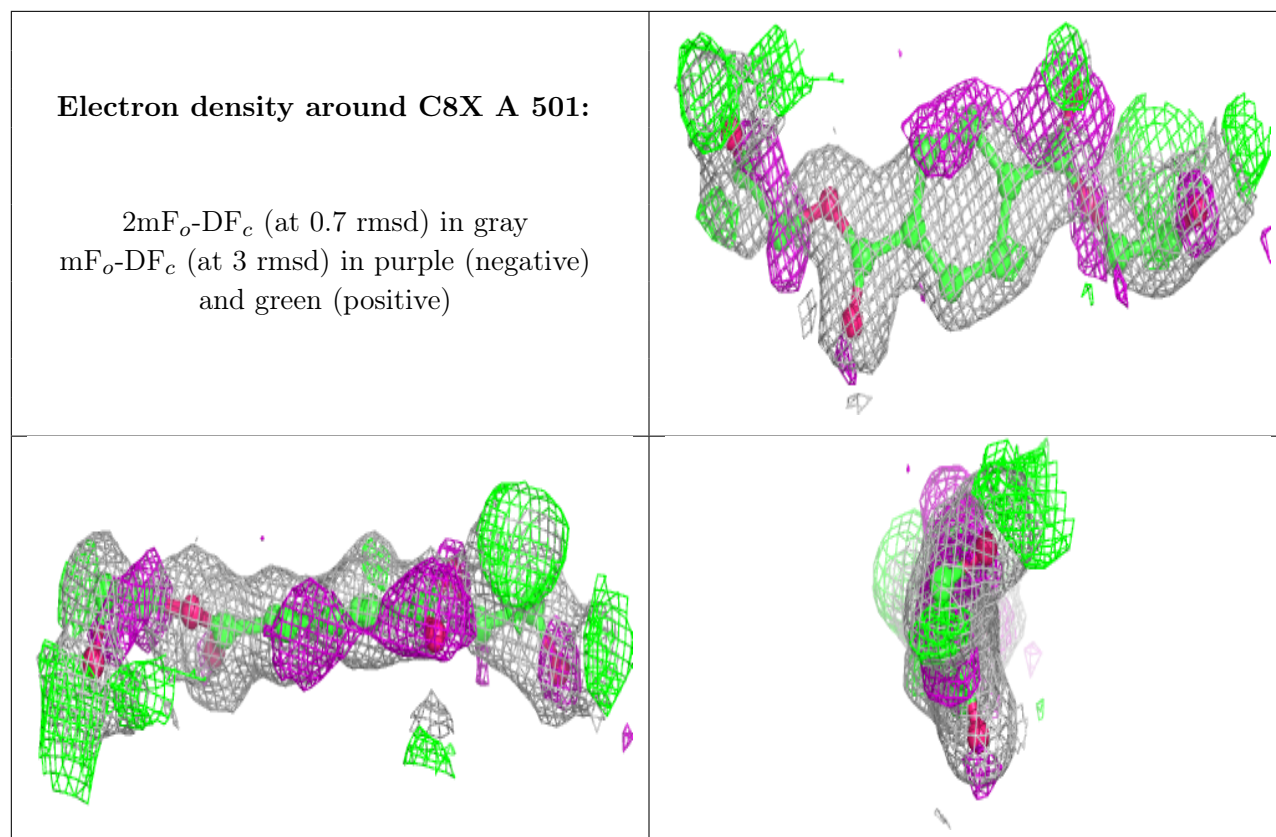 Electron density around C8X A 501:
2mFₒ-DF𝒸 (at 0.7 rmsd) in gray
mFₒ-DF𝒸 (at 3 rmsd) in purple (negative)
and green (positive)